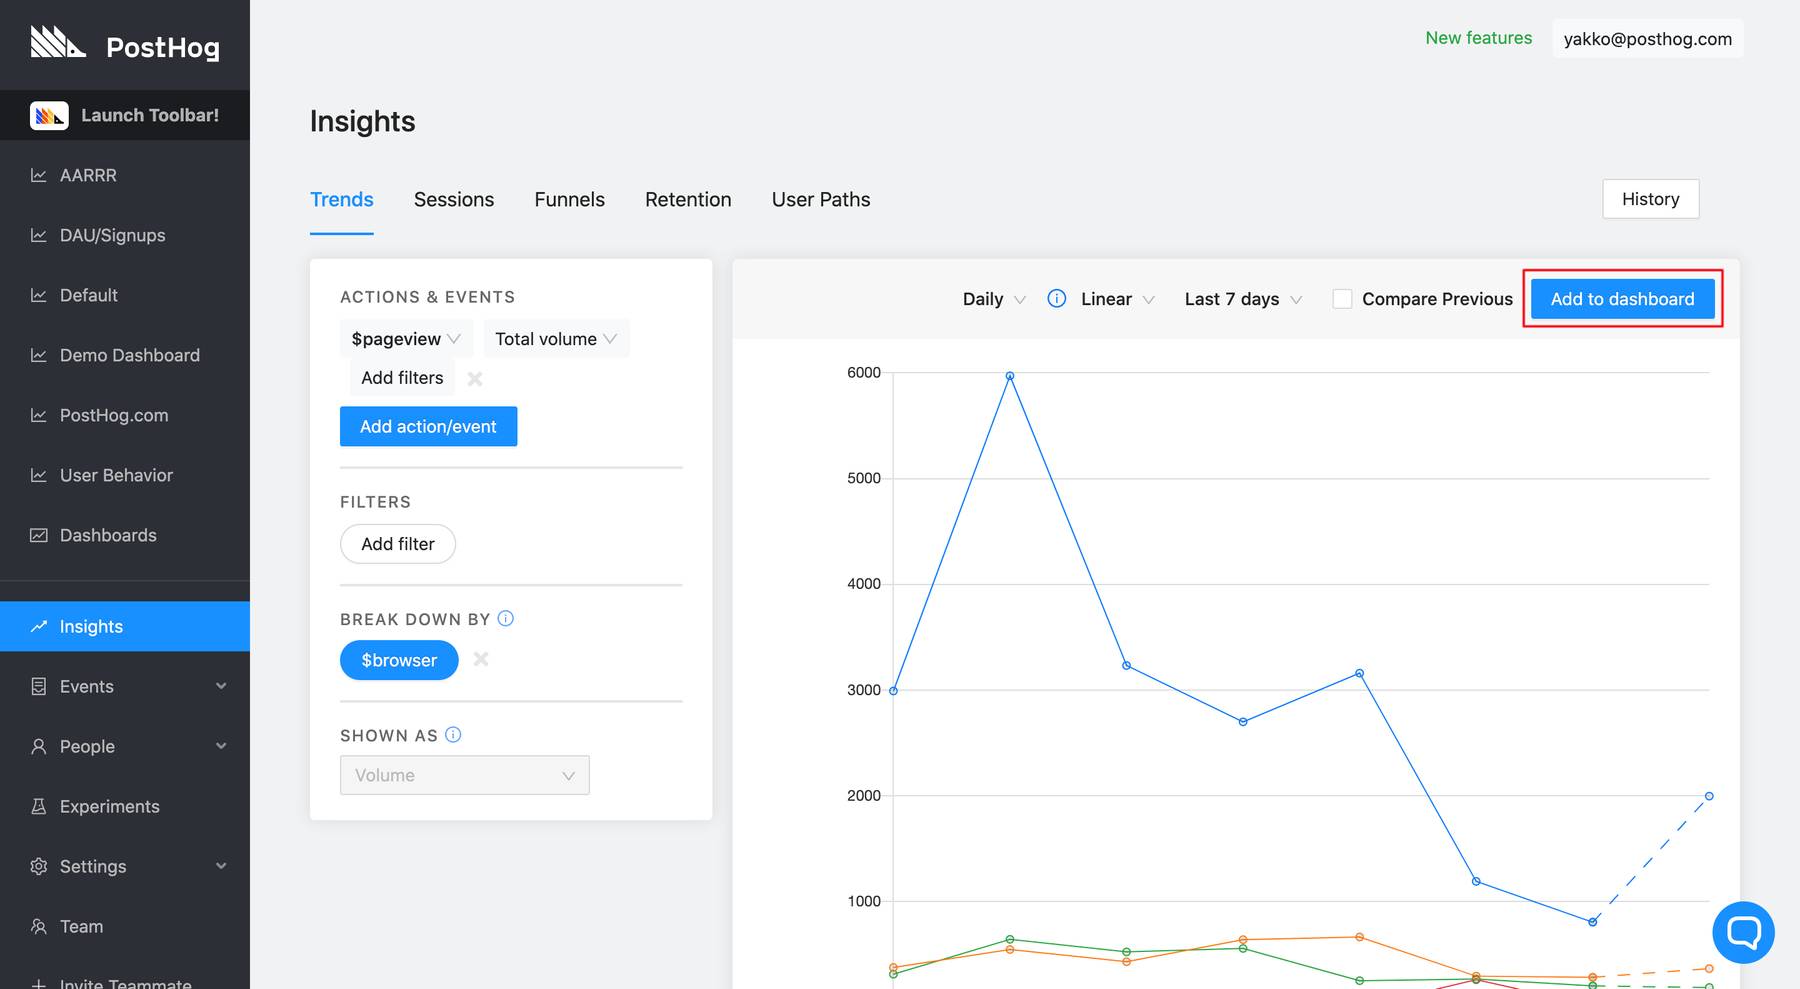 PostHog
Launch Toolbar!
AARRR
DAU/Signups
Default
Demo Dashboard
PostHog.com
User Behavior
Dashboards
Insights
Events
People
Experiments
Settings
Team
Invite Teammate
New features
yakko@posthog.com
Insights
Trends Sessions Funnels Retention User Paths
History
ACTIONS & EVENTS
$pageview Total volume
Add filters
Add action/event
FILTERS
Add filter
BREAK DOWN BY
$browser
SHOWN AS
Volume
Daily Linear Last 7 days Compare Previous Add to dashboard
6000
5000
4000
3000
2000
1000